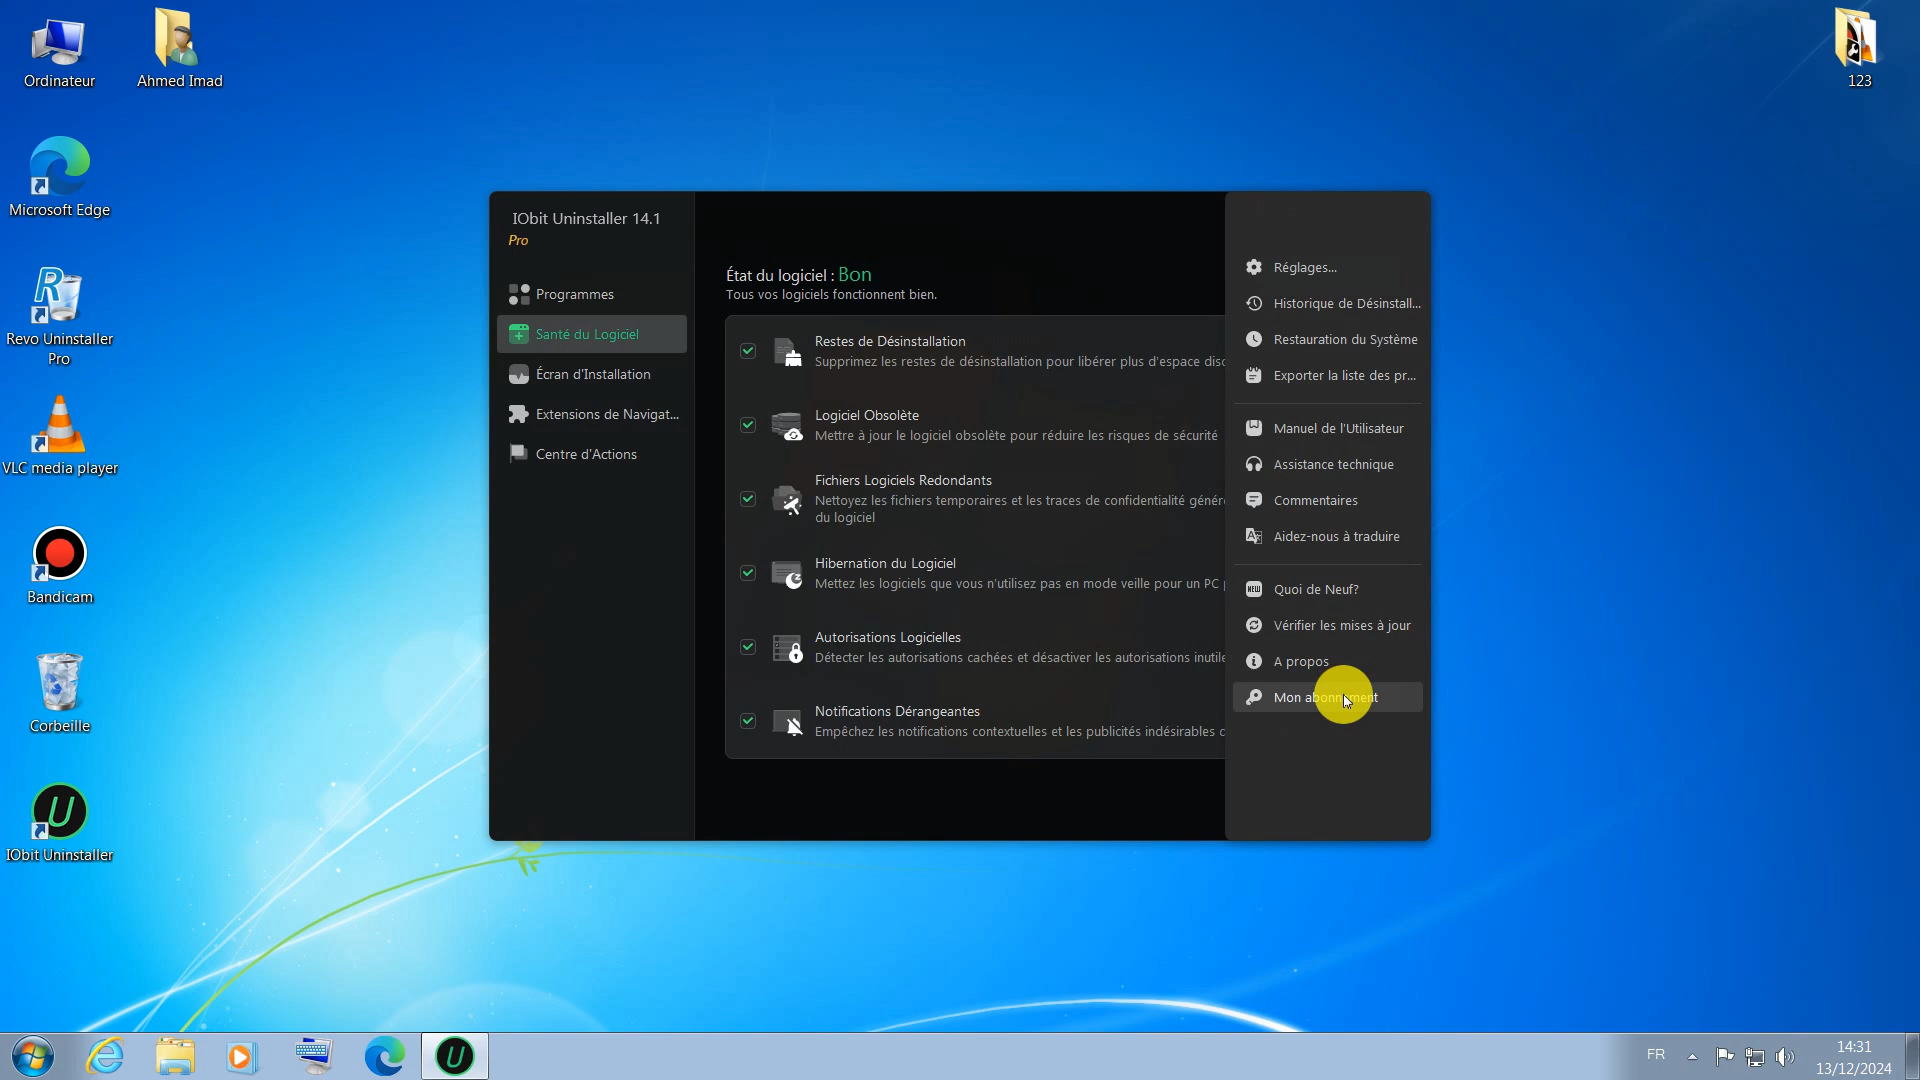 Ordinateur
Ahmed Imad
123
Microsoft Edge
Revo Uninstaller
Pro
VLC media player
Bandicam
Corbeille
IObit Uninstaller
IObit Uninstaller 14.1
Pro
Programmes
Santé du Logiciel
Écran d'Installation
Extensions de Navigat...
Centre d'Actions
État du logiciel : Bon
Tous vos logiciels fonctionnent bien.
Restes de Désinstallation
Supprimez les restes de désinstallation pour libérer plus d'espace disc
Logiciel Obsolète
Mettre à jour le logiciel obsolète pour réduire les risques de sécurité
Fichiers Logiciels Redondants
Nettoyez les fichiers temporaires et les traces de confidentialité génér
du logiciel
Hibernation du Logiciel
Mettez les logiciels que vous n'utilisez pas en mode veille pour un PC
Autorisations Logicielles
Détecter les autorisations cachées et désactiver les autorisations inutile
Notifications Dérangeantes
Empêchez les notifications contextuelles et les publicités indésirables
Réglages...
Historique de Désinstall...
Restauration du Système
Exporter la liste des pr...
Manuel de l'Utilisateur
Assistance technique
Commentaires
Aidez-nous à traduire
NEW
Quoi de Neuf?
Vérifier les mises à jour
A propos
Mon abonnement
FR
14:31
13/12/2024